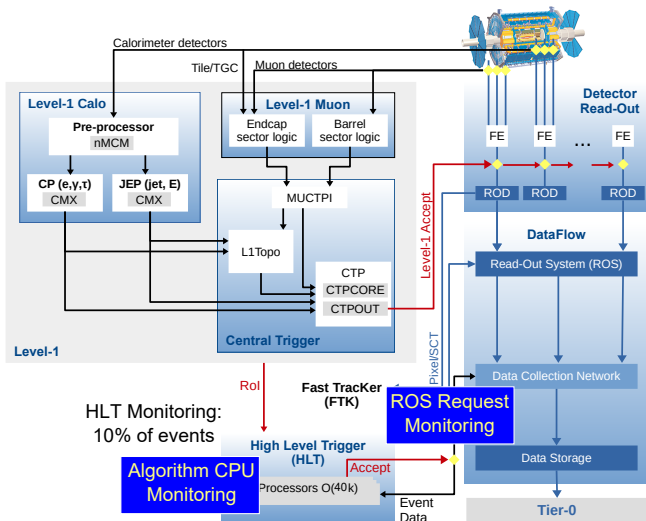 Calorimeter detectors
Tile/TGC
Muon detectors
Level-1 Calo
Pre-processor
nMCM
CP (e,γ,τ)
CMX
JEP (jet, E)
CMX
Level-1 Muon
Endcap
sector logic
Barrel
sector logic
MUCTPI
L1Topo
CTP
CTPCORE
CTPOUT
Central Trigger
Level-1
Level-1 Accept
Detector
Read-Out
FE
FE
...
FE
ROD
ROD
ROD
DataFlow
Read-Out System (ROS)
Pixel/SCT
Data Collection Network
Data Storage
Tier-0
RoI
Fast TracKer
(FTK)
ROS Request
Monitoring
HLT Monitoring:
10% of events
High Level Trigger
(HLT)
Accept
Algorithm CPU
Monitoring
Processors O(40k)
Event
Data